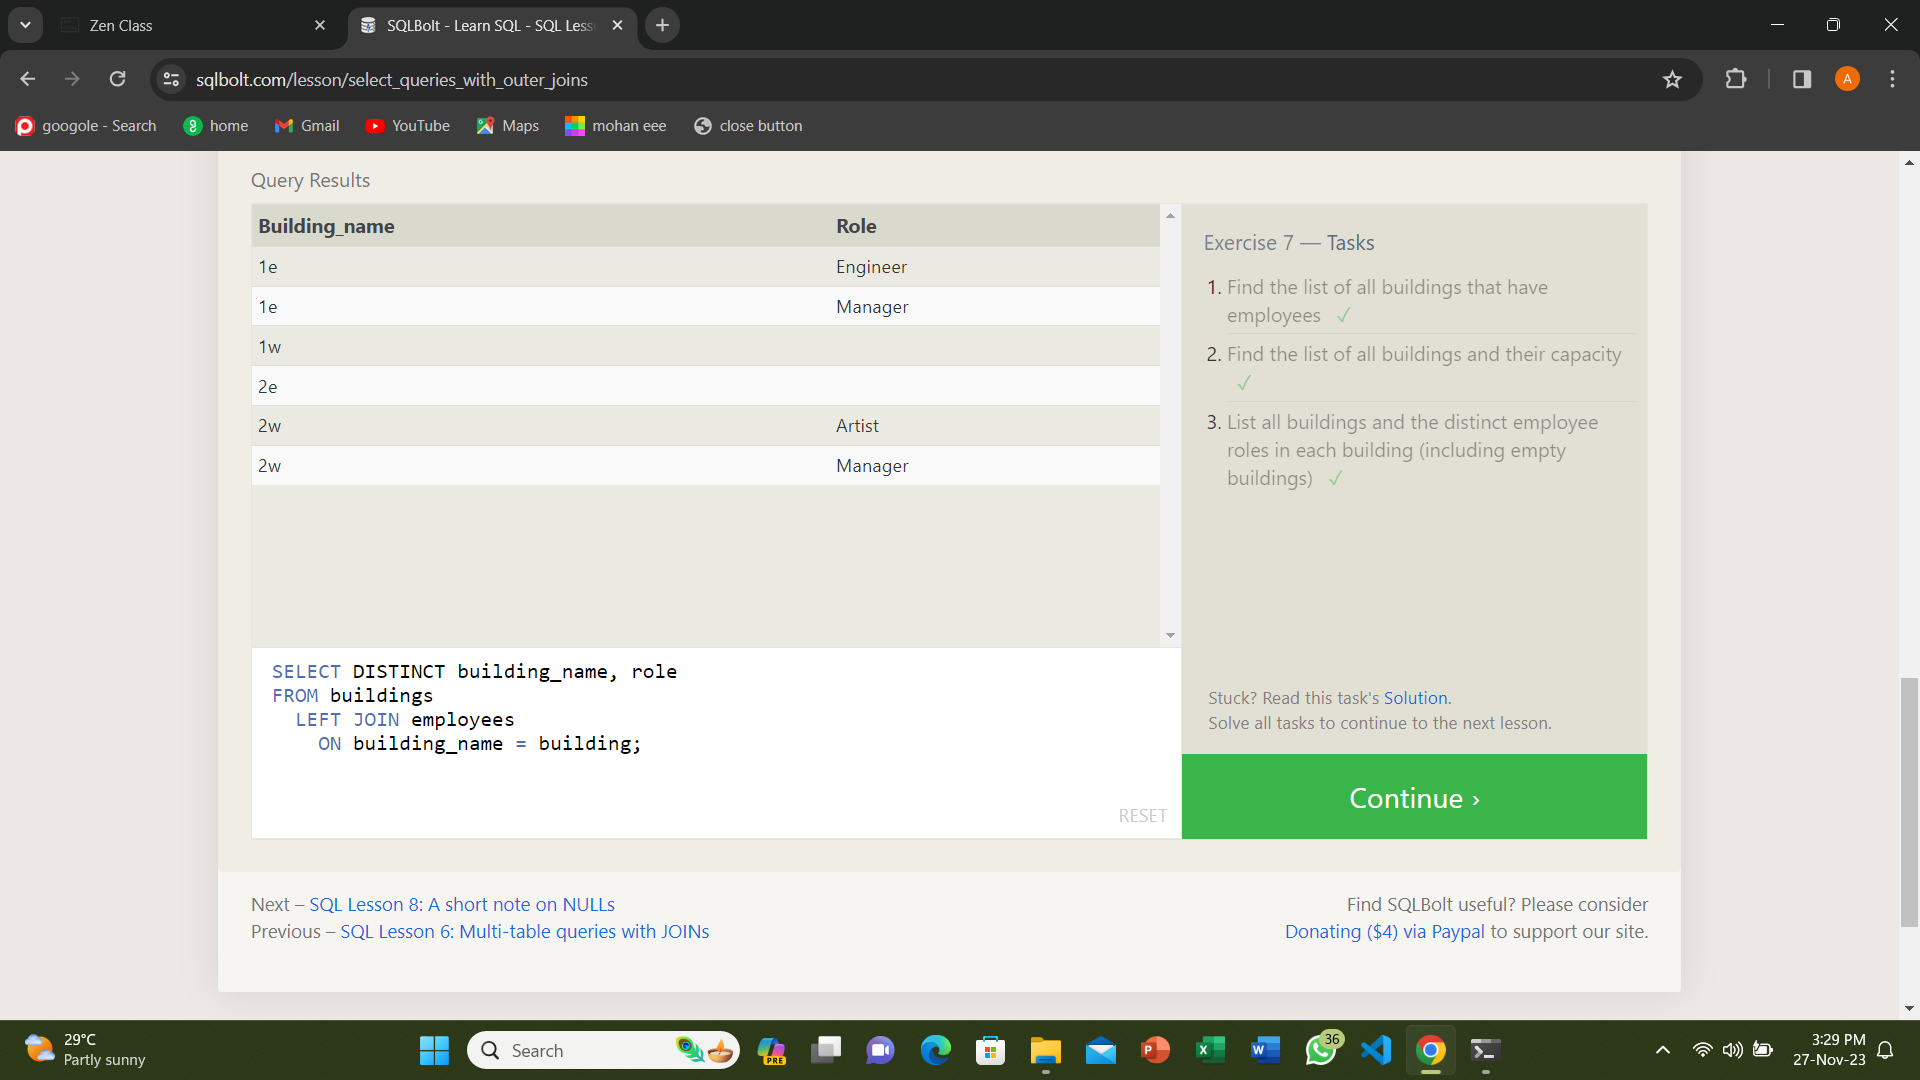 Zen Class
SQLBolt - Learn SQL - SQL Less
sqlbolt.com/lesson/select_queries_with_outer_joins
A
googole - Search
home
Gmail
YouTube
Maps
mohan eee
close button
Query Results
Building_name Role
1e Engineer
1e Manager
1w
2e
2w Artist
2w Manager
SELECT DISTINCT building_name, role
FROM buildings
LEFT JOIN employees
ON building_name = building;
RESET
Exercise 7 — Tasks
1. Find the list of all buildings that have
employees ✓
2. Find the list of all buildings and their capacity
✓
3. List all buildings and the distinct employee
roles in each building (including empty
buildings) ✓
Stuck? Read this task's Solution.
Solve all tasks to continue to the next lesson.
Continue ›
Next – SQL Lesson 8: A short note on NULLs
Previous – SQL Lesson 6: Multi-table queries with JOINs
Find SQLBolt useful? Please consider
Donating ($4) via Paypal to support our site.
29°C
Partly sunny
Search
PRE
36
3:29 PM
27-Nov-23